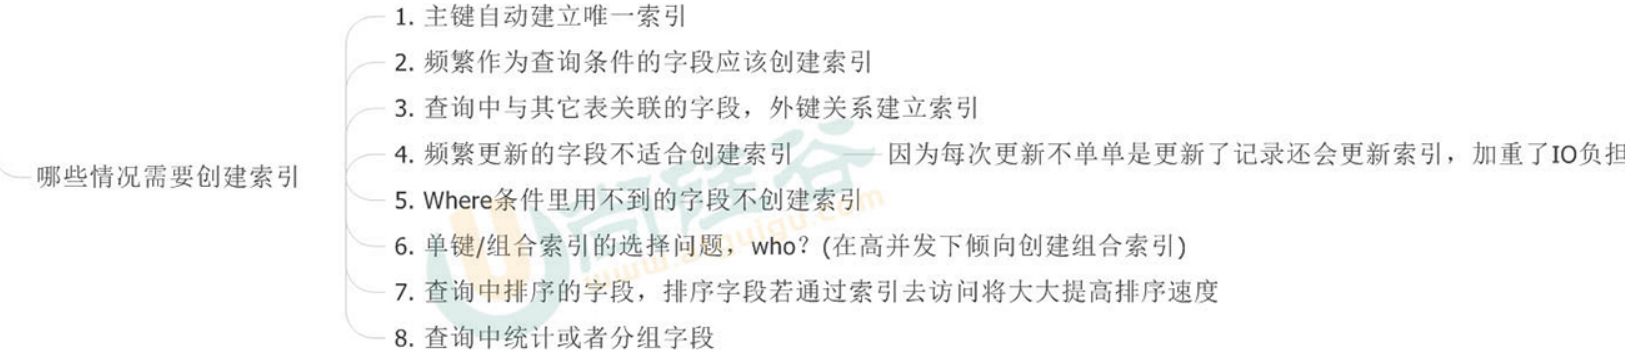 1. 主键自动建立唯一索引
2. 频繁作为查询条件的字段应该创建索引
3. 查询中与其它表关联的字段，外键关系建立索引
4. 频繁更新的字段不适合创建索引 因为每次更新不单单是更新了记录还会更新索引，加重了IO负担
哪些情况需要创建索引
5. Where条件里用不到的字段不创建索引
6. 单键/组合索引的选择问题，who？(在高并发下倾向创建组合索引)
7. 查询中排序的字段，排序字段若通过索引去访问将大大提高排序速度
8. 查询中统计或者分组字段
尚硅谷
www.atguigu.com